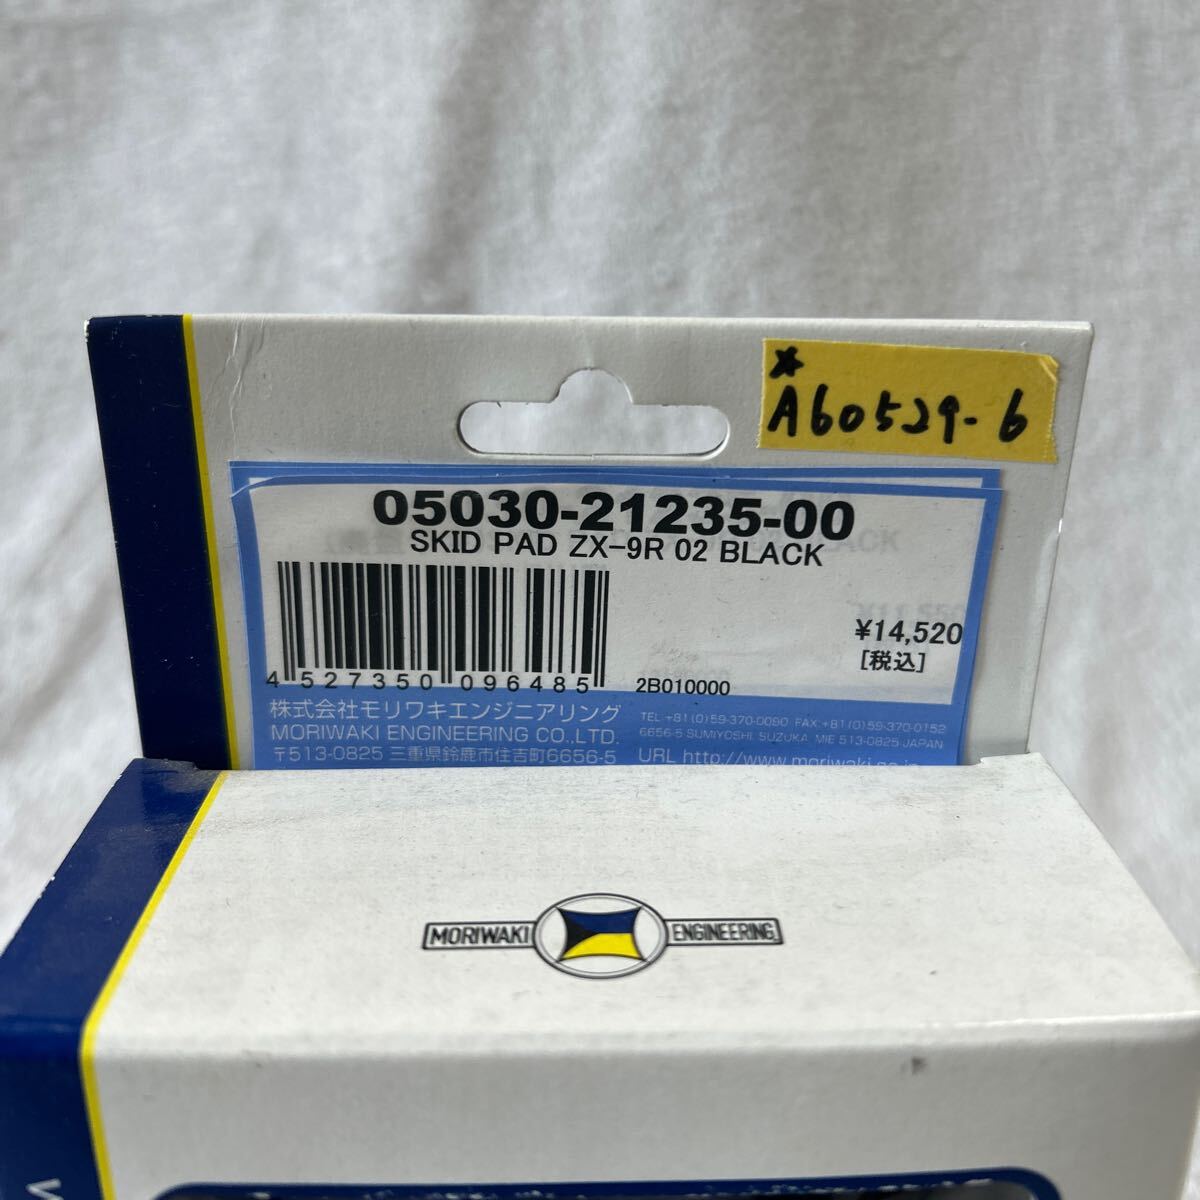 ☆
A60529-6
05030-21235-00
SKID PAD ZX-9R 02 BLACK
¥14,520
[税込]
4 527350 096485
2B010000
株式会社モリワキエンジニアリング
MORIWAKI ENGINEERING CO.,LTD.
〒513-0825 三重県鈴鹿市住吉町6656-5
TEL +81(0)59-370-0090 FAX +81(0)59-370-0152
6656-5 SUMIYOSHI, SUZUKA, MIE 513-0825 JAPAN
URL http://www.moriwaki.co.jp
MORIWAKI ENGINEERING